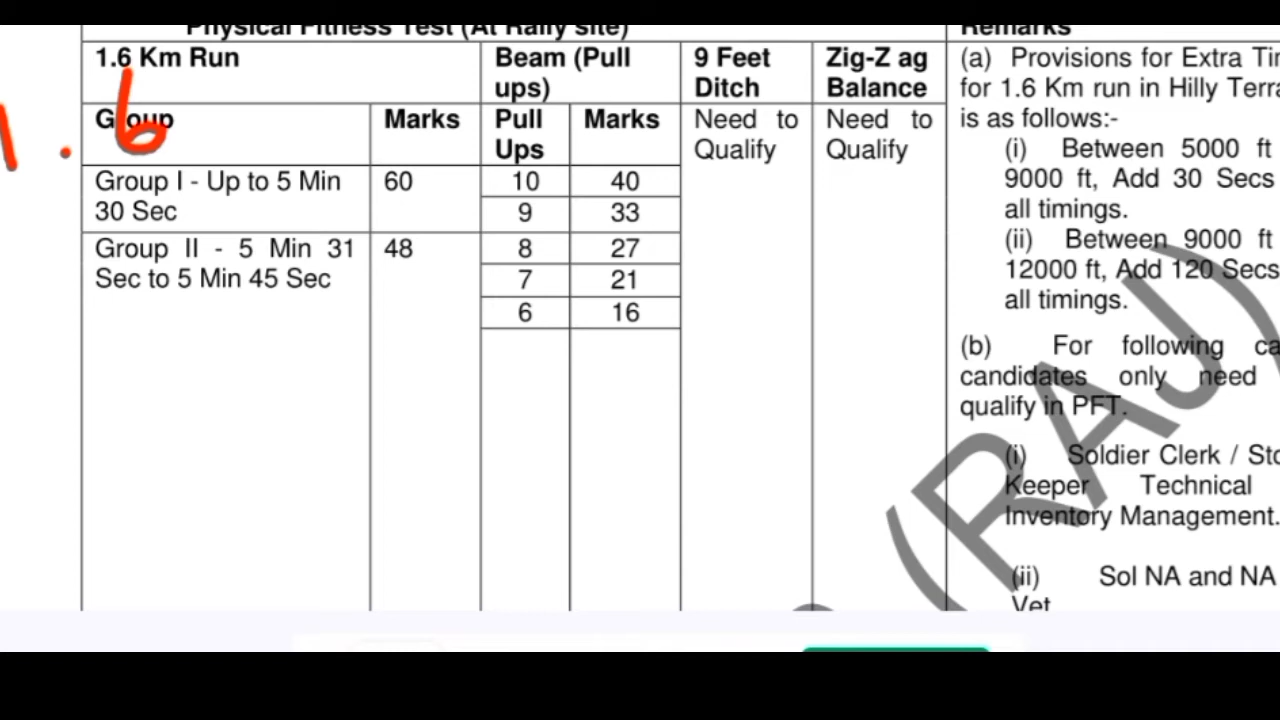 Physical Fitness Test (At Rally site)
Remarks
1.6 Km Run
Beam (Pull
ups)
9 Feet
Ditch
Zig-Z ag
Balance
Group
Marks
Pull
Ups
Marks
Need to
Qualify
Need to
Qualify
Group I - Up to 5 Min
30 Sec
60
10 40
9 33
Group II - 5 Min 31
Sec to 5 Min 45 Sec
48
8 27
7 21
6 16
(a) Provisions for Extra
for 1.6 Km run in Hilly
is as follows:-
(i) Between 5000 ft
9000 ft, Add 30 Secs
all timings.
(ii) Between 9000 ft
12000 ft, Add 120 Secs
all timings.
(b) For following
candidates only need
qualify in PFT.
(i) Soldier Clerk /
Keeper Technical
Inventory Management.
(ii) Sol NA and NA
Vet
1.6
(RAJ)